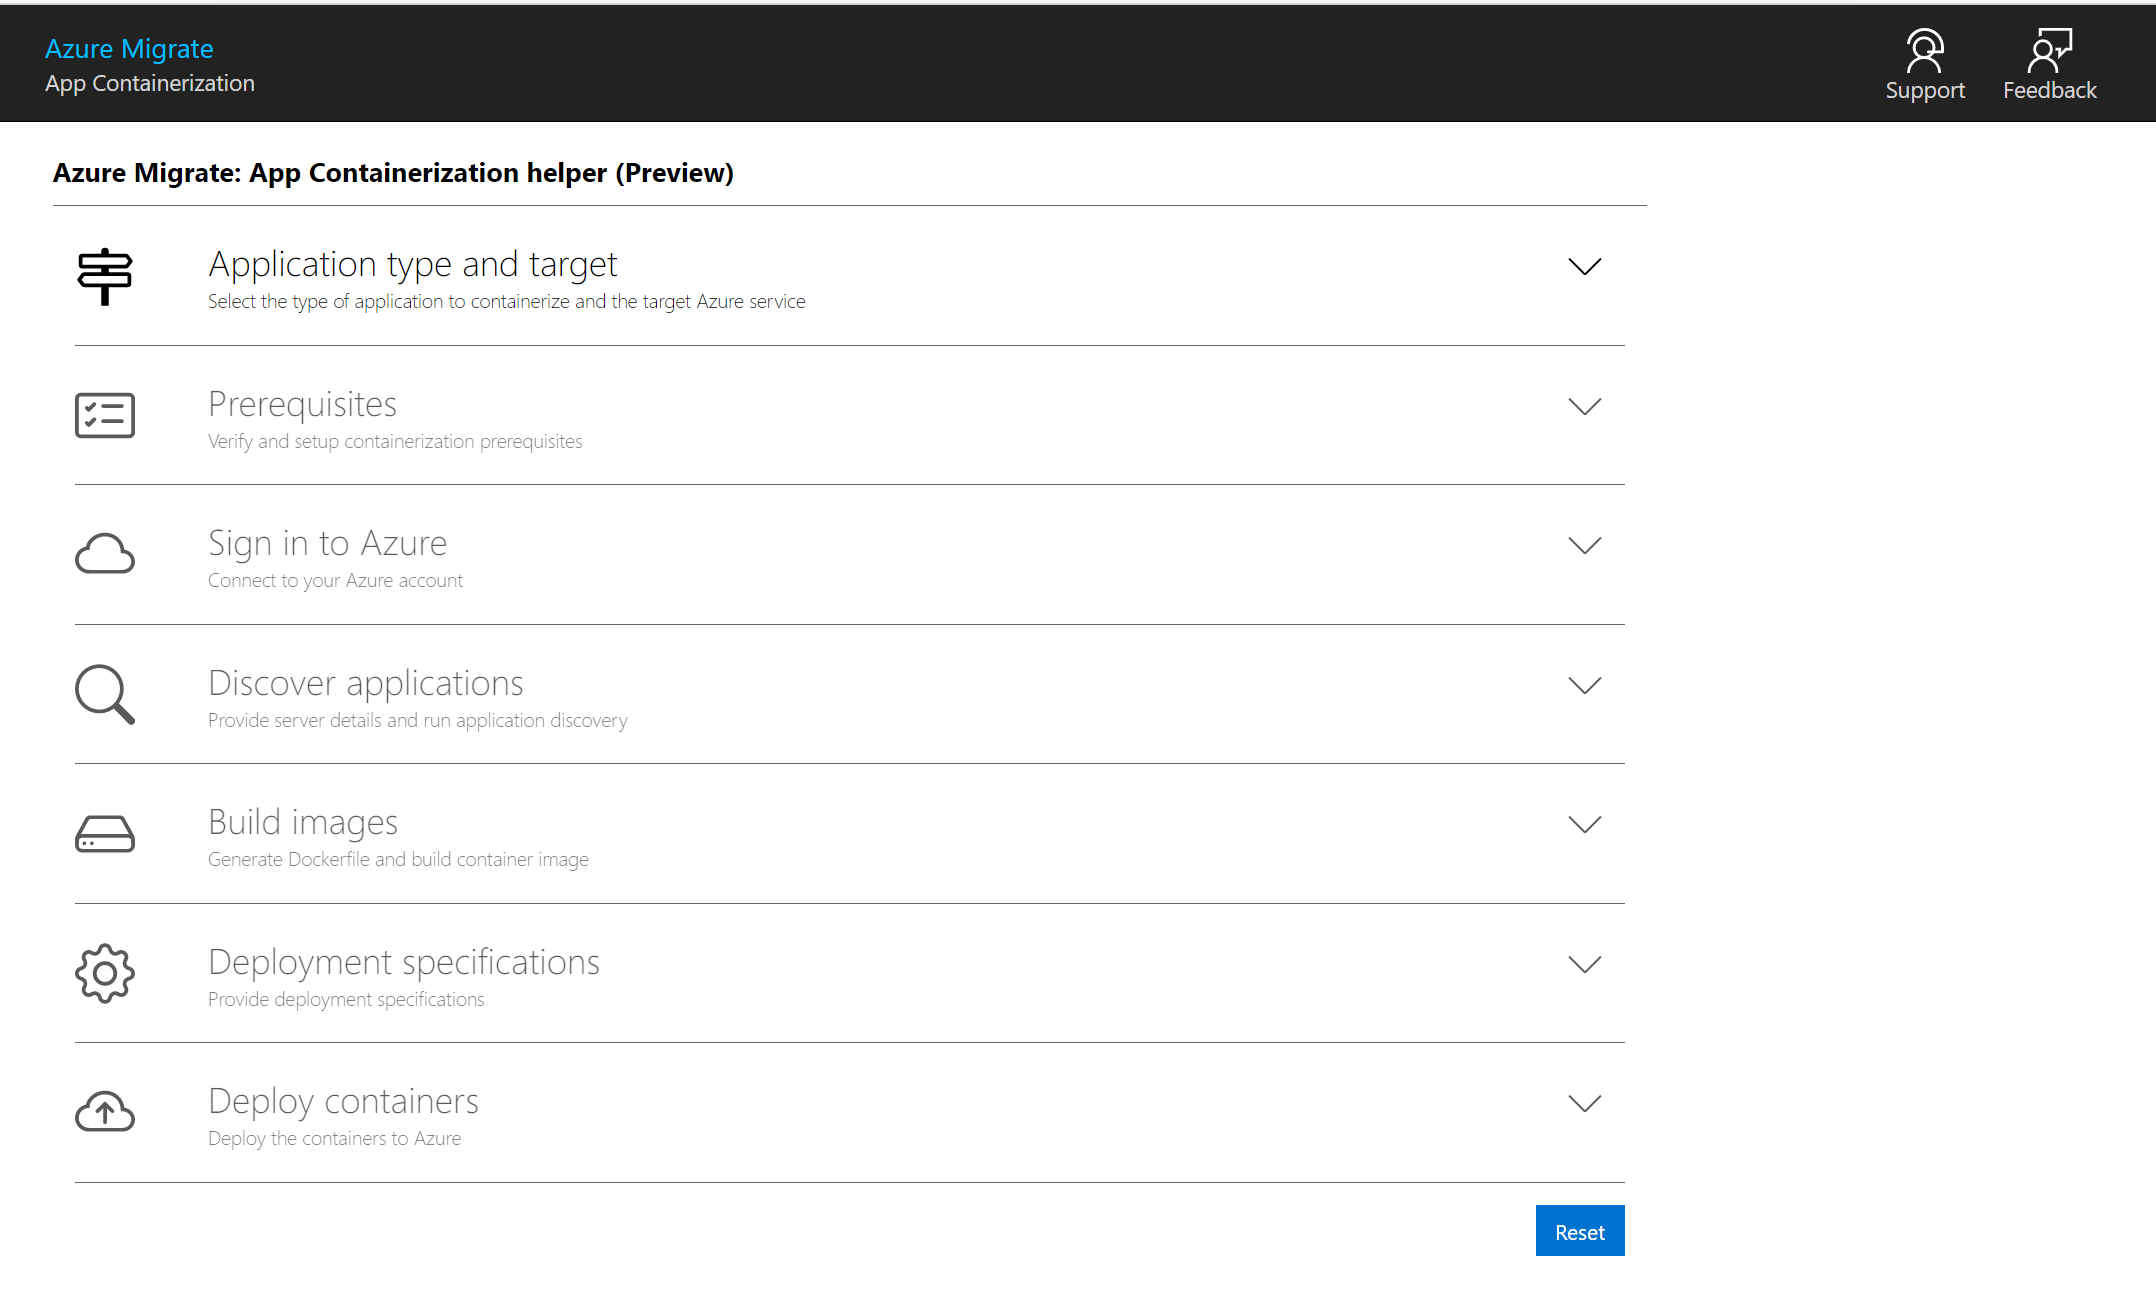 Azure Migrate
App Containerization
Support
Feedback
Azure Migrate: App Containerization helper (Preview)
Application type and target
Select the type of application to containerize and the target Azure service
Prerequisites
Verify and setup containerization prerequisites
Sign in to Azure
Connect to your Azure account
Discover applications
Provide server details and run application discovery
Build images
Generate Dockerfile and build container image
Deployment specifications
Provide deployment specifications
Deploy containers
Deploy the containers to Azure
Reset